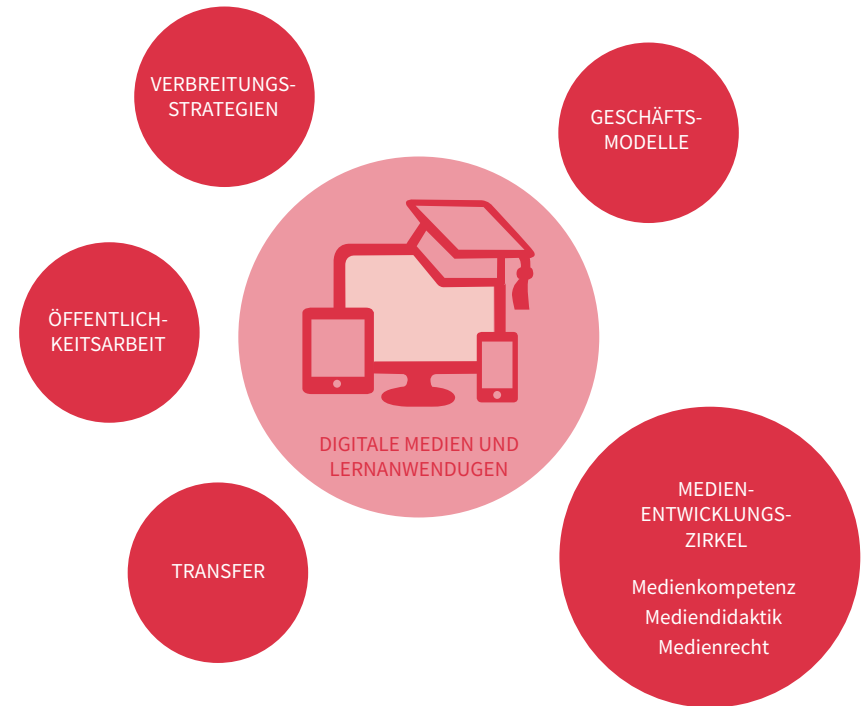 VERBREITUNGS-
STRATEGIEN
GESCHÄFTS-
MODELLE
ÖFFENTLICH-
KEITSARBEIT
DIGITALE MEDIEN UND
LERNANWENDUGEN
TRANSFER
MEDIEN-
ENTWICKLUNGS-
ZIRKEL
Medienkompetenz
Mediendidaktik
Medienrecht